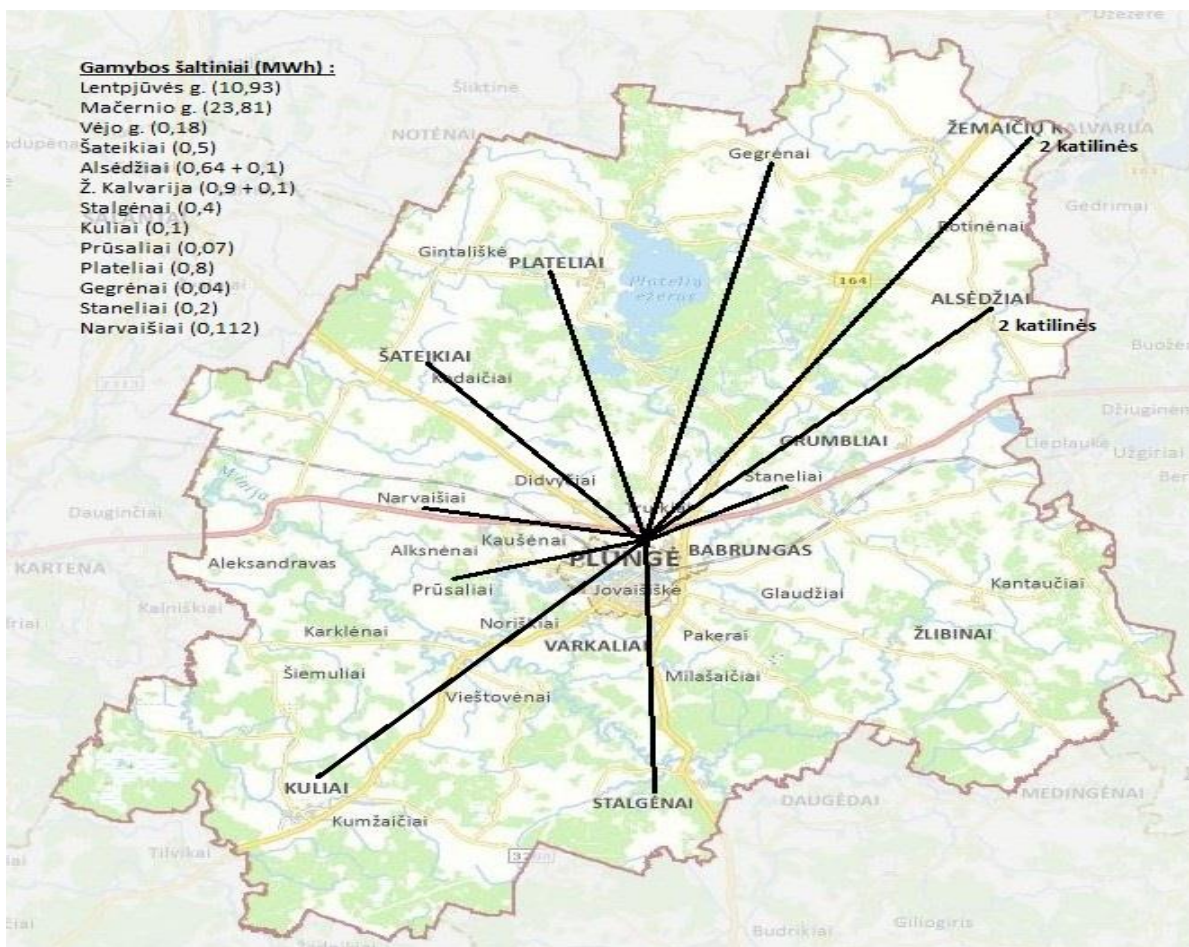 Užežerė
Gamybos šaltiniai (MWh) :
Lentpjūvės g. (10,93)
Mačernio g. (23,81)
Vėjo g. (0,18)
Šateikiai (0,5)
Alsėdžiai (0,64 + 0,1)
Ž. Kalvarija (0,9 + 0,1)
Stalgėnai (0,4)
Kuliai (0,1)
Prūsaliai (0,07)
Plateliai (0,8)
Gegrėnai (0,04)
Staneliai (0,2)
Narvaišiai (0,112)
Šliktinė
NOTĖNAI
ŽEMAIČIŲ KALVARIJA
2 katilinės
Gegrėnai
164
Gedrimai
Rotinėnai
Gintališkė
PLATELIAI
Platelių
ežeras
164
ALSĖDŽIAI
2 katilinės
ŠATEIKIAI
Kadaičiai
Džiuginėnai
GRUMBLIAI
Lieplaukė
Užgiriai
Minija
Didvyčiai
Staneliai
Narvaišiai
Dauginčiai
Kaušėnai
Alksnėnai
PLUNGĖ
BABRUNGAS
KARTENA
Aleksandravas
Prūsaliai
Jovaišiškė
Glaudžiai
Kantaučiai
Kalniškiai
Karklėnai
Noriškiai
VARKALIAI
Pakerai
ŽLIBINAI
Šiemuliai
Vieštovėnai
Milašaičiai
KULIAI
STALGĖNAI
DAUGĖDAI
MEDINGĖNAI
Kumžaičiai
Tilvikai
Budrikiai
Giliogiris